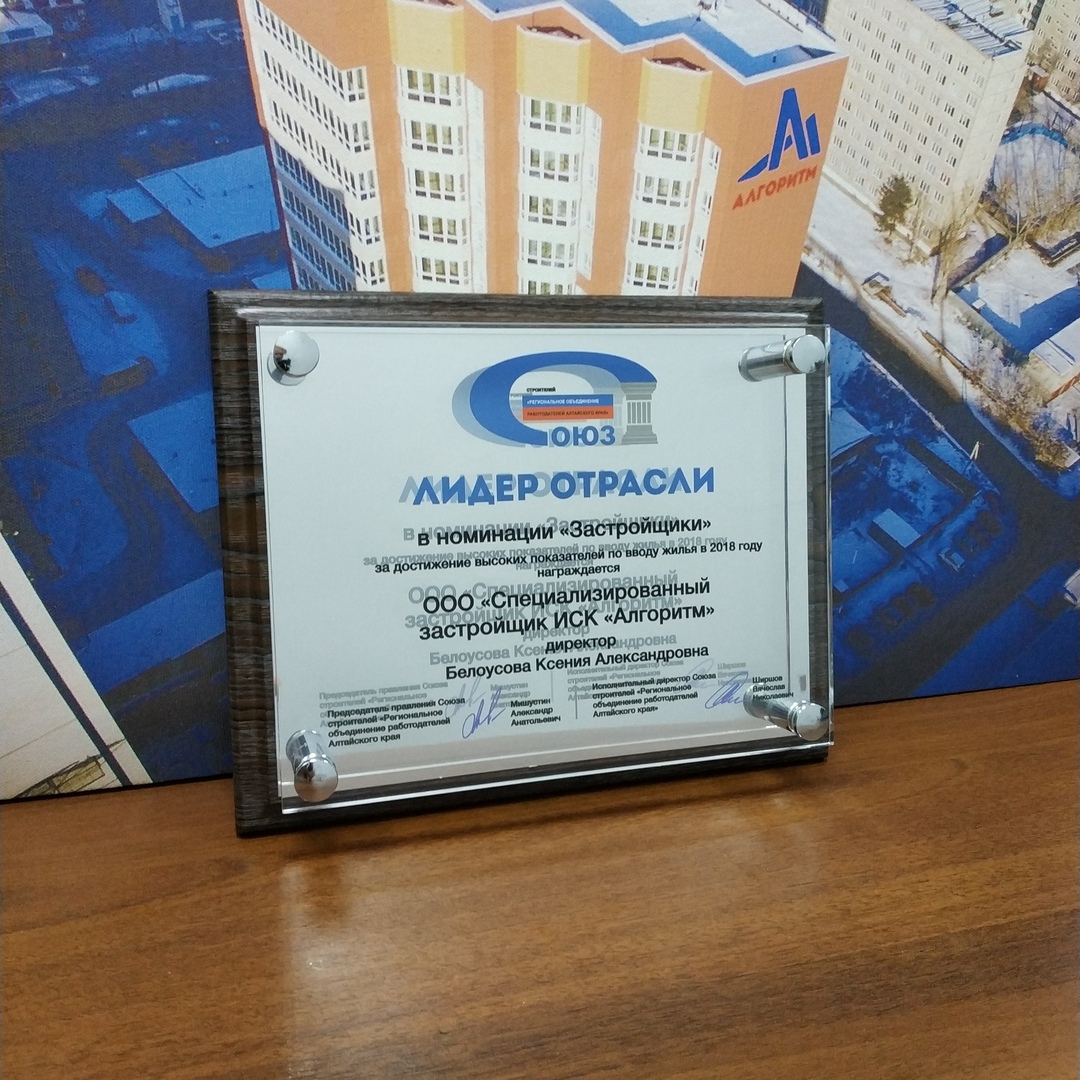 АЛГОРИТМ
СТРОИТЕЛЕЙ
«РЕГИОНАЛЬНОЕ ОБЪЕДИНЕНИЕ
РАБОТОДАТЕЛЕЙ АЛТАЙСКОГО КРАЯ»
СОЮЗ
ЛИДЕР ОТРАСЛИ
в номинации «Застройщики»
за достижение высоких показателей по вводу жилья в 2018 году
награждается
ООО «Специализированный
застройщик ИСК «Алгоритм»
директор
Белоусова Ксения Александровна
Председатель правления Союза
строителей «Региональное
объединение работодателей
Алтайского края
Мишустин
Александр
Анатольевич
Исполнительный директор Союза
строителей «Региональное
объединение работодателей
Алтайского края»
Ширшов
Вячеслав
Николаевич